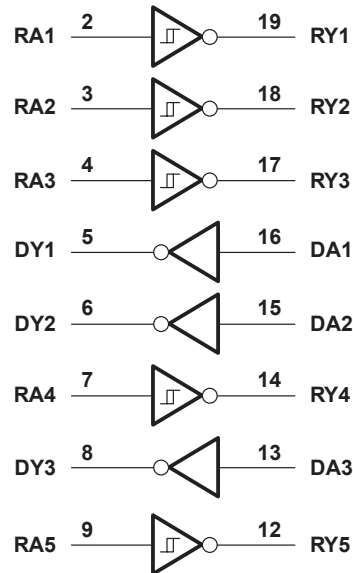 RA1 2 19 RY1
RA2 3 18 RY2
RA3 4 17 RY3
DY1 5 16 DA1
DY2 6 15 DA2
RA4 7 14 RY4
DY3 8 13 DA3
RA5 9 12 RY5